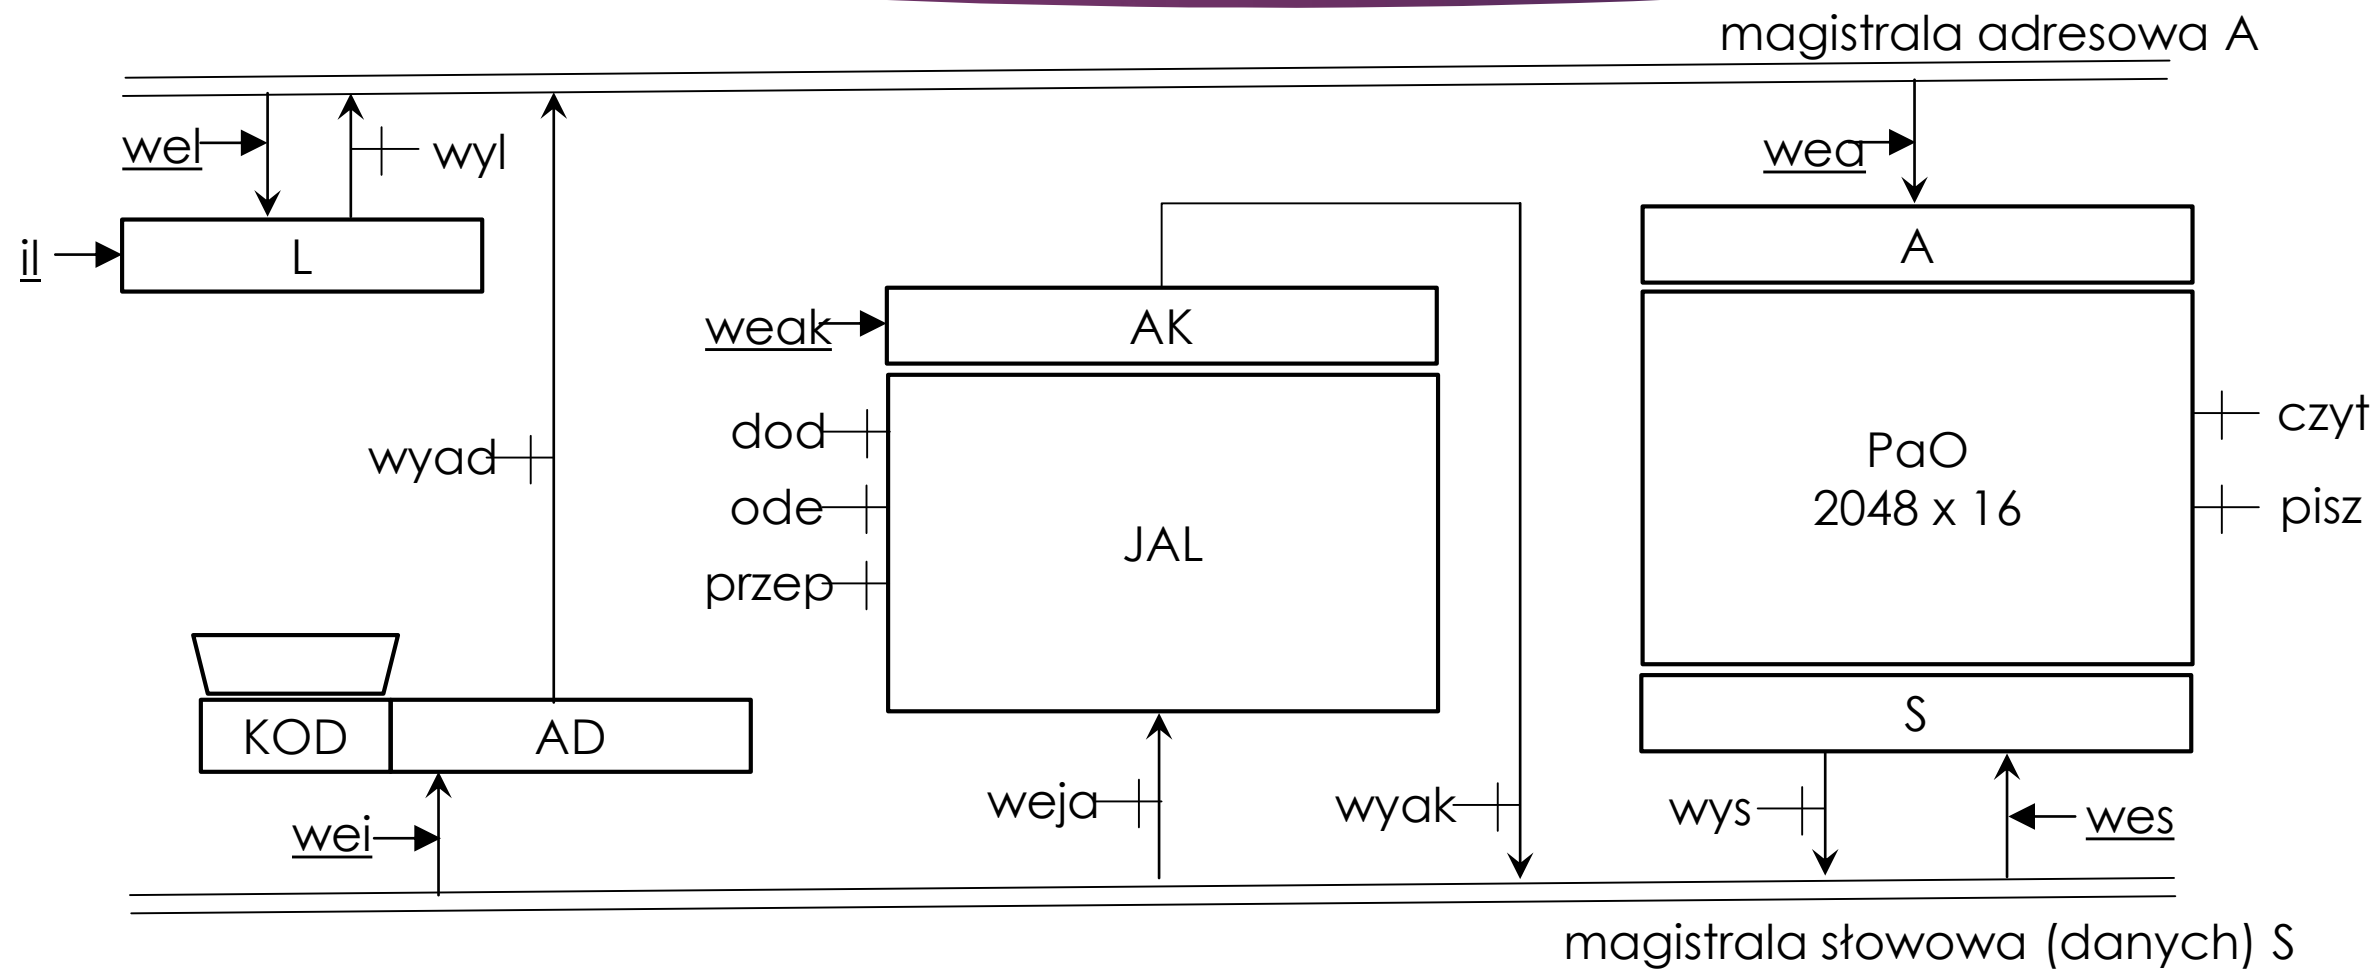 magistrala adresowa A
wel
wyl
wea
il
L
A
weak
AK
dod
ode
przep
JAL
wyad
PaO
2048 x 16
czyt
pisz
KOD
AD
S
wei
weja
wyak
wys
wes
magistrala słowowa (danych) S